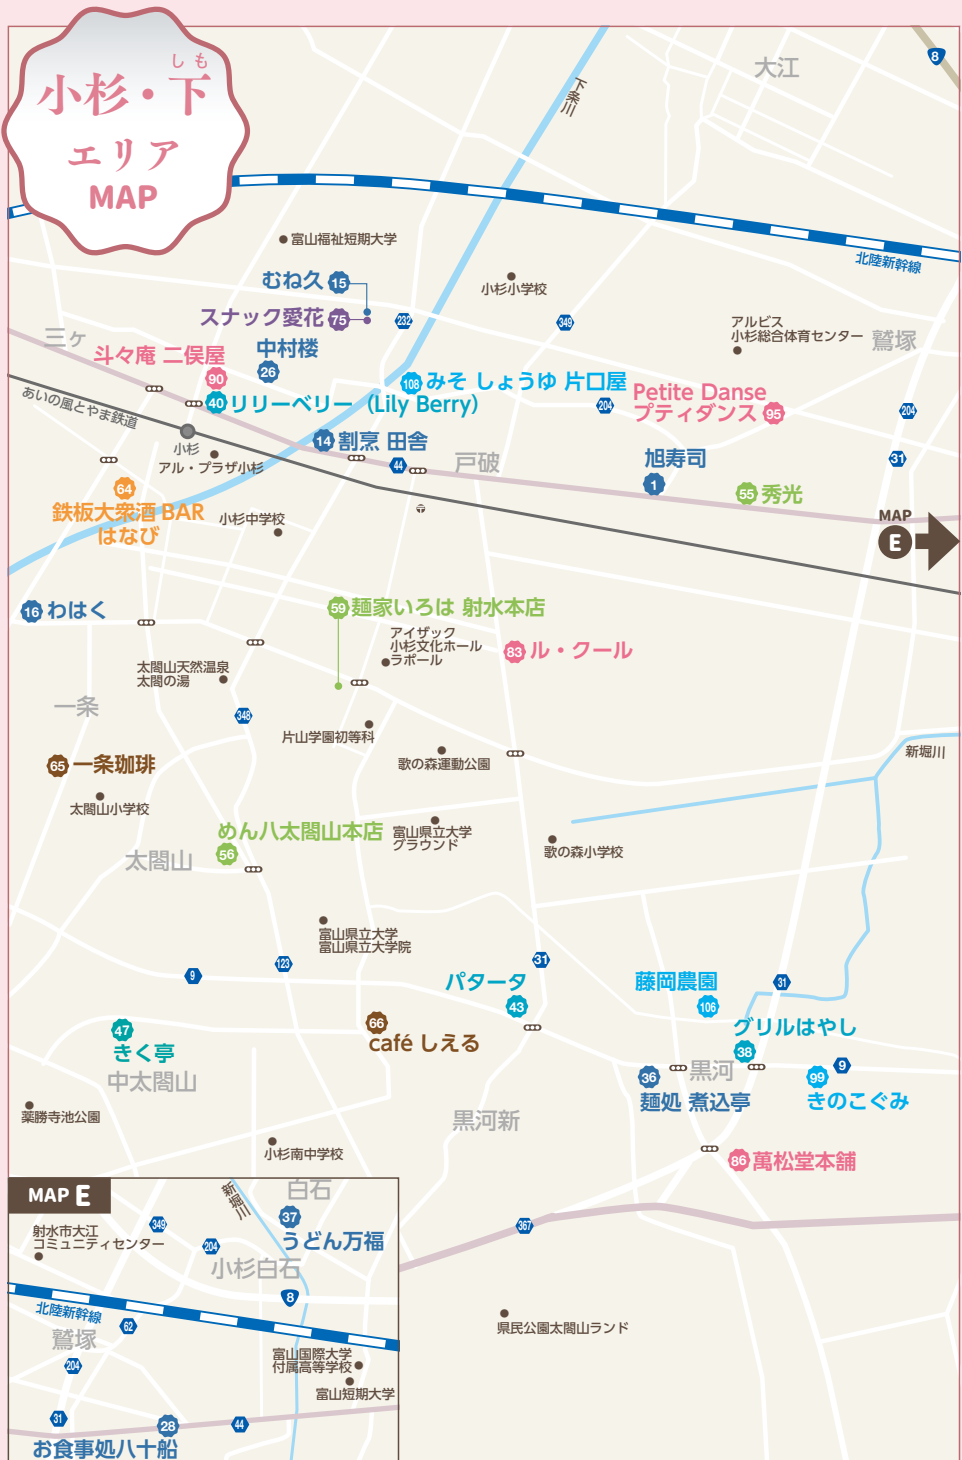 しも
小杉・下
エリア
MAP
大江
8
下条川
北陸新幹線
富山福祉短期大学
むね久 15
スナック愛花 75
小杉小学校
232
349
アルビス
小杉総合体育センター
鷲塚
三ヶ
斗々庵 二俣屋
90
中村楼
26
108 みそ しょうゆ 片口屋
Petite Danse
プティダンス 95
あいの風とやま鉄道
40 リリーベリー（Lily Berry）
204
204
小杉
アル・プラザ小杉
14 割烹 田舎
44
戸破
旭寿司
1
31
64
鉄板大衆酒 BAR
はなび
小杉中学校
55 秀光
MAP
E
16 わはく
59 麺家いろは 射水本店
アイザック
小杉文化ホール
ラポール
83 ル・クール
太閤山天然温泉
太閤の湯
一条
348
片山学園初等科
歌の森運動公園
新堀川
65 一条珈琲
太閤山小学校
めん八太閤山本店
56
富山県立大学
グラウンド
歌の森小学校
太閤山
富山県立大学
富山県立大学院
9
123
31
パタータ
43
藤岡農園
106
31
47
きく亭
66
café しえる
グリルはやし
38
中太閤山
36
麺処 煮込亭
黒河
99
きのこぐみ
9
薬勝寺池公園
黒河新
小杉南中学校
86 萬松堂本舗
367
県民公園太閤山ランド
MAP E
新堀川
白石
射水市大江
コミュニティセンター
349
204
37
うどん万福
小杉白石
8
北陸新幹線
62
鷲塚
204
富山国際大学
付属高等学校
富山短期大学
31
28
44
お食事処八十船